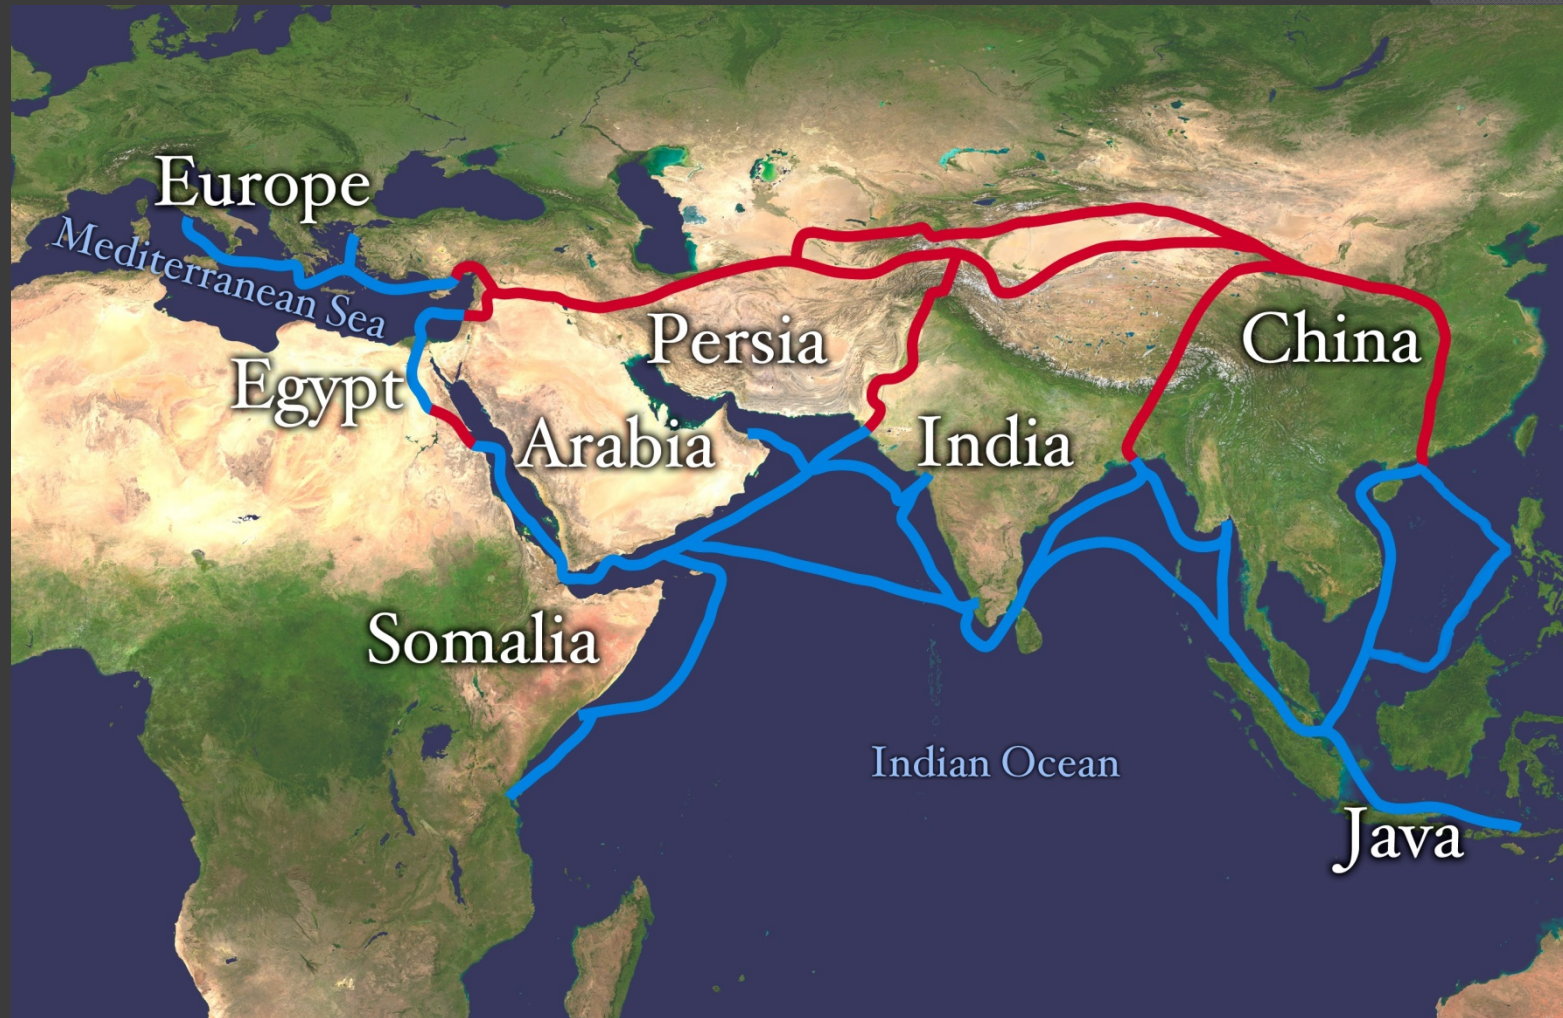 Europe
Mediterranean Sea
Egypt
Persia
China
Arabia
India
Somalia
Indian Ocean
Java